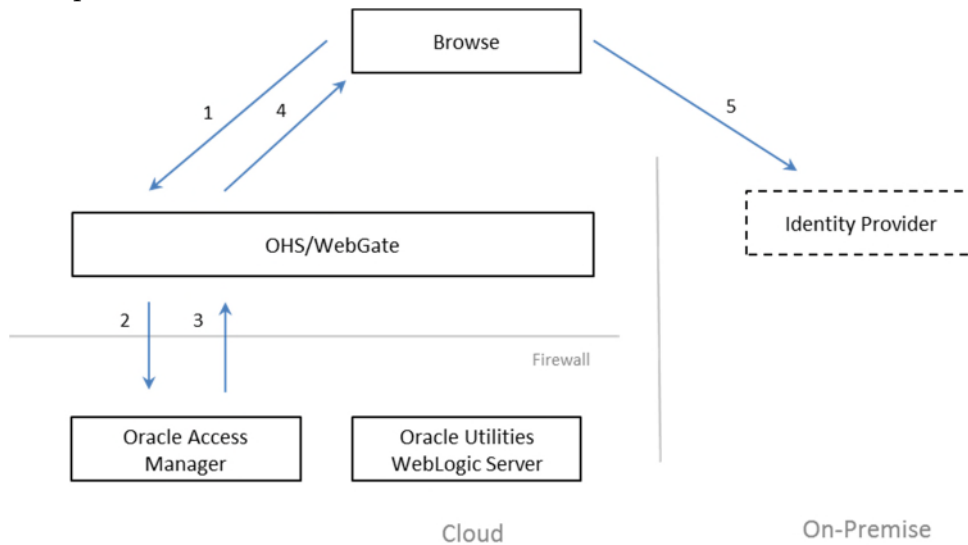 Browse
1
4
5
Identity Provider
OHS/WebGate
2
3
Firewall
Oracle Access
Manager
Oracle Utilities
WebLogic Server
Cloud
On-Premise